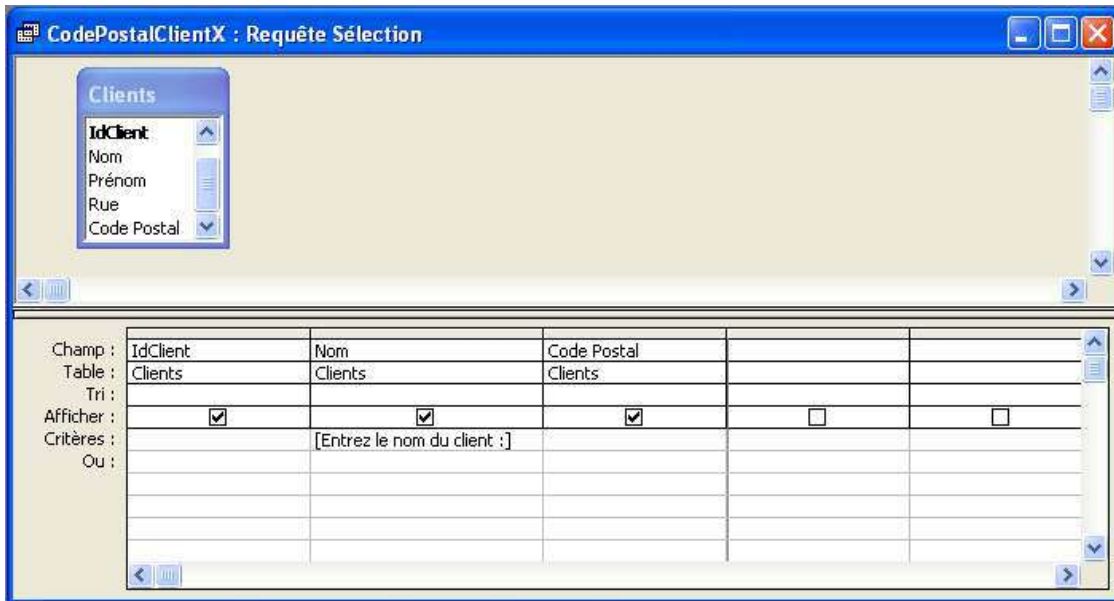 CodePostalClientX : Requête Sélection
Clients
IdClient
Nom
Prénom
Rue
Code Postal
Champ : IdClient Nom Code Postal
Table : Clients Clients Clients
Tri :
Afficher :
Critères : [Entrez le nom du client :]
Ou :